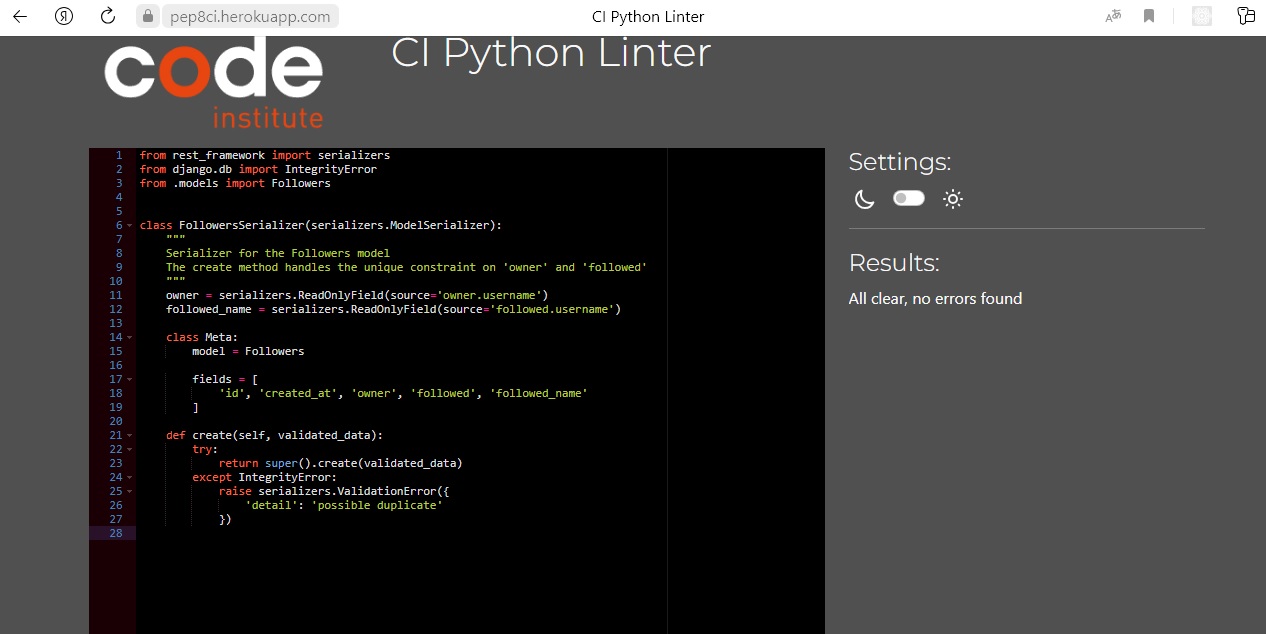 pep8ci.herokuapp.com
CI Python Linter
code
institute
CI Python Linter
1 from rest_framework import serializers
2 from django.db import IntegrityError
3 from .models import Followers
4
5
6 class FollowersSerializer(serializers.ModelSerializer):
7     """
8     Serializer for the Followers model
9     The create method handles the unique constraint on 'owner' and 'followed'
10     """
11     owner = serializers.ReadOnlyField(source='owner.username')
12     followed_name = serializers.ReadOnlyField(source='followed.username')
13
14     class Meta:
15         model = Followers
16
17         fields = [
18             'id', 'created_at', 'owner', 'followed', 'followed_name'
19         ]
20
21     def create(self, validated_data):
22         try:
23             return super().create(validated_data)
24         except IntegrityError:
25             raise serializers.ValidationError({
26                 'detail': 'possible duplicate'
27             })
28
Settings:
Results:
All clear, no errors found